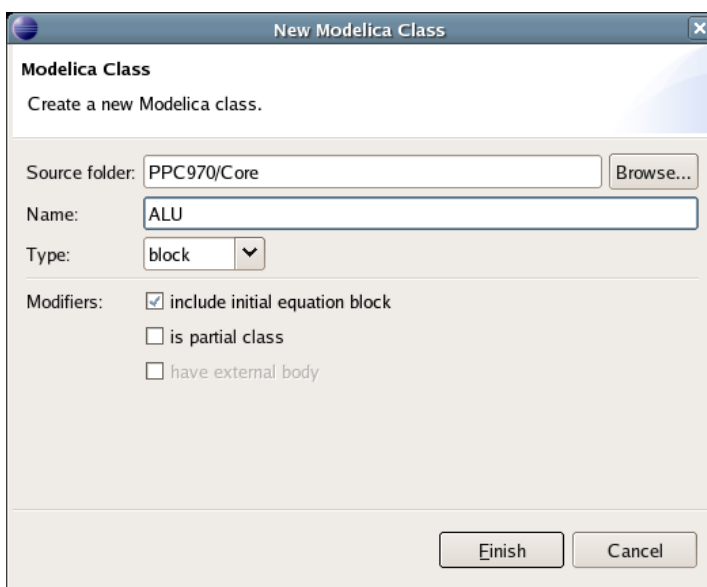 New Modelica Class
Modelica Class
Create a new Modelica class.
Source folder: PPC970/Core Browse...
Name: ALU
Type: block
Modifiers: include initial equation block
is partial class
have external body
Finish Cancel